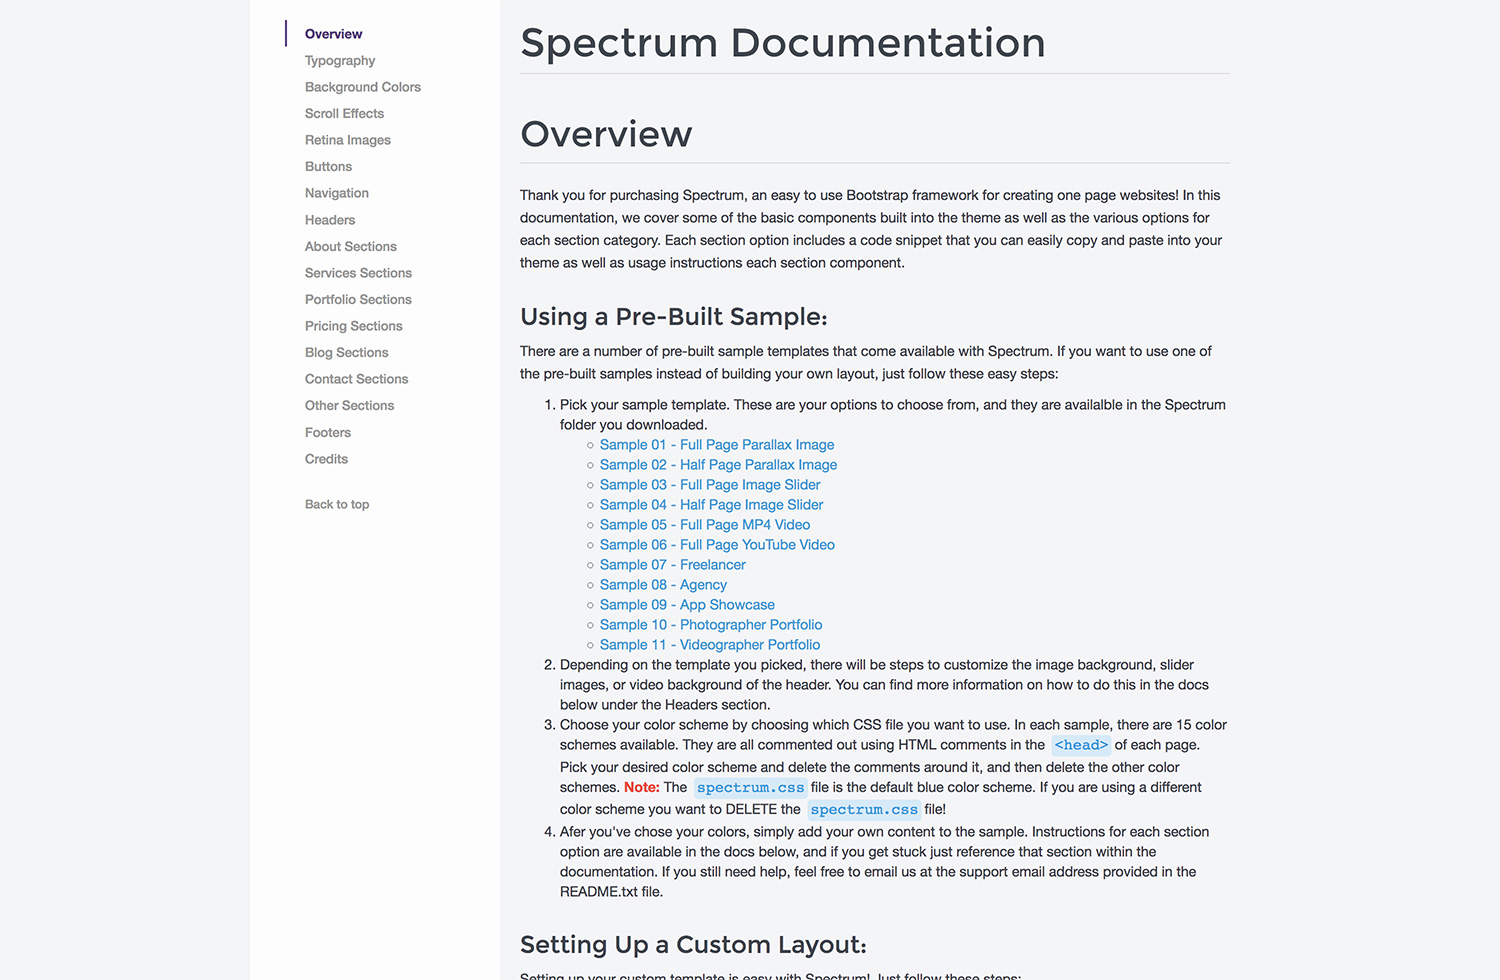 Overview
Typography
Background Colors
Scroll Effects
Retina Images
Buttons
Navigation
Headers
About Sections
Services Sections
Portfolio Sections
Pricing Sections
Blog Sections
Contact Sections
Other Sections
Footers
Credits
Back to top
Spectrum Documentation
Overview
Thank you for purchasing Spectrum, an easy to use Bootstrap framework for creating one page websites! In this
documentation, we cover some of the basic components built into the theme as well as the various options for
each section category. Each section option includes a code snippet that you can easily copy and paste into your
theme as well as usage instructions each section component.
Using a Pre-Built Sample:
There are a number of pre-built sample templates that come available with Spectrum. If you want to use one of
the pre-built samples instead of building your own layout, just follow these easy steps:
1. Pick your sample template. These are your options to choose from, and they are availalble in the Spectrum
folder you downloaded.
Sample 01 - Full Page Parallax Image
Sample 02 - Half Page Parallax Image
Sample 03 - Full Page Image Slider
Sample 04 - Half Page Image Slider
Sample 05 - Full Page MP4 Video
Sample 06 - Full Page YouTube Video
Sample 07 - Freelancer
Sample 08 - Agency
Sample 09 - App Showcase
Sample 10 - Photographer Portfolio
Sample 11 - Videographer Portfolio
2. Depending on the template you picked, there will be steps to customize the image background, slider
images, or video background of the header. You can find more information on how to do this in the docs
below under the Headers section.
3. Choose your color scheme by choosing which CSS file you want to use. In each sample, there are 15 color
schemes available. They are all commented out using HTML comments in the <head> of each page.
Pick your desired color scheme and delete the comments around it, and then delete the other color
schemes. Note: The spectrum.css file is the default blue color scheme. If you are using a different
color scheme you want to DELETE the spectrum.css file!
4. Afer you've chose your colors, simply add your own content to the sample. Instructions for each section
option are available in the docs below, and if you get stuck just reference that section within the
documentation. If you still need help, feel free to email us at the support email address provided in the
README.txt file.
Setting Up a Custom Layout:
Setting up your custom template is easy with Spectrum! Just follow these steps: